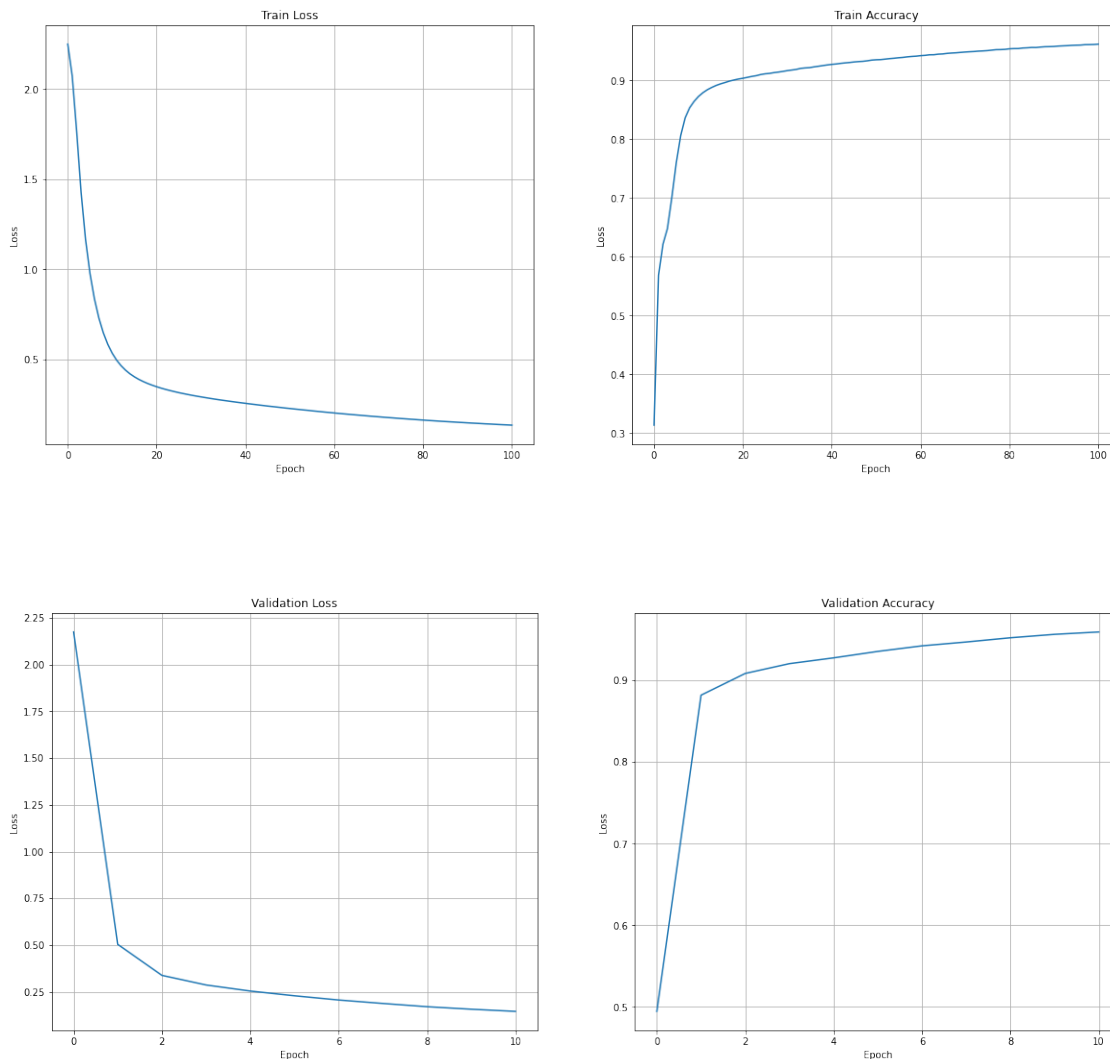 Train Loss
Train Accuracy
2.0
1.5
1.0
0.5
Loss
0 20 40 60 80 100
Epoch
0.9
0.8
0.7
0.6
0.5
0.4
0.3
Loss
0 20 40 60 80 100
Epoch
Validation Loss
Validation Accuracy
2.25
2.00
1.75
1.50
1.25
1.00
0.75
0.50
0.25
Loss
0 2 4 6 8 10
Epoch
0.9
0.8
0.7
0.6
0.5
Loss
0 2 4 6 8 10
Epoch